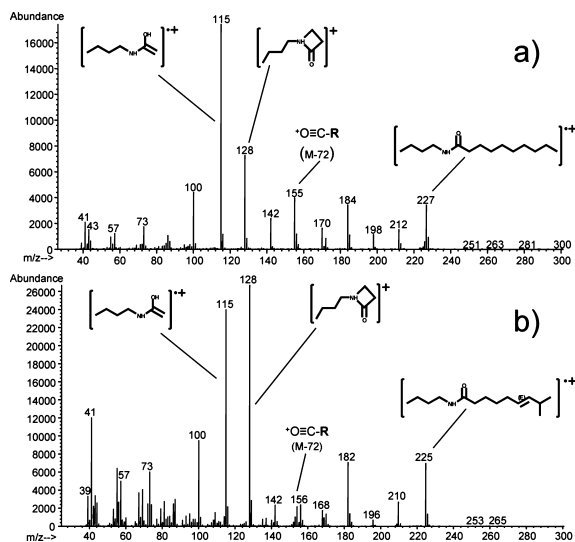 Abundance
16000
14000
12000
10000
8000
6000
4000
2000
0
m/z-->
40 60 80 100 120 140 160 180 200 220 240 260 280 300
a)
OH
NH
•+
N
O
+
⁺O≡C-R
(M-72)
O
NH
•+
41
43
57
73
100
115
128
142
155
170
184
198
212
227
251
263
281
300
Abundance
26000
24000
22000
20000
18000
16000
14000
12000
10000
8000
6000
4000
2000
0
m/z-->
40 60 80 100 120 140 160 180 200 220 240 260 280 300
b)
OH
NH
•+
N
O
+
⁺O≡C-R
(M-72)
O
NH
•+
39
41
57
73
100
115
128
142
156
168
182
196
210
225
253
265